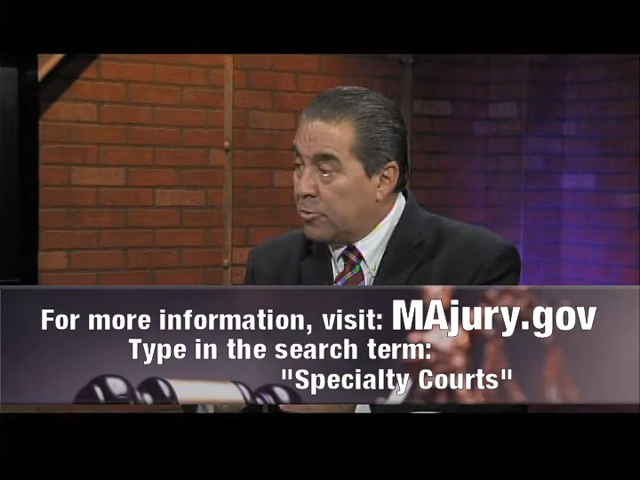 For more information, visit: MAjury.gov
Type in the search term:
"Specialty Courts"